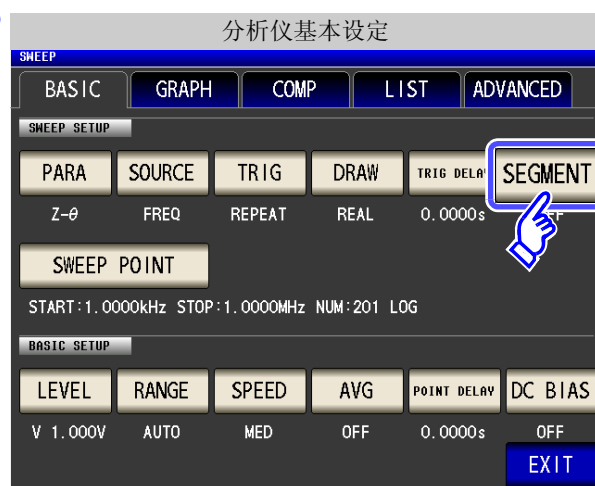 分析仪基本设定
SWEEP
BASIC GRAPH COMP LIST ADVANCED
SWEEP SETUP
PARA SOURCE TRIG DRAW TRIG DELA SEGMENT
Z-θ FREQ REPEAT REAL 0.0000s
SWEEP POINT
START:1.0000kHz STOP:1.0000MHz NUM:201 LOG
BASIC SETUP
LEVEL RANGE SPEED AVG POINT DELAY DC BIAS
V 1.000V AUTO MED OFF 0.0000s OFF
EXIT